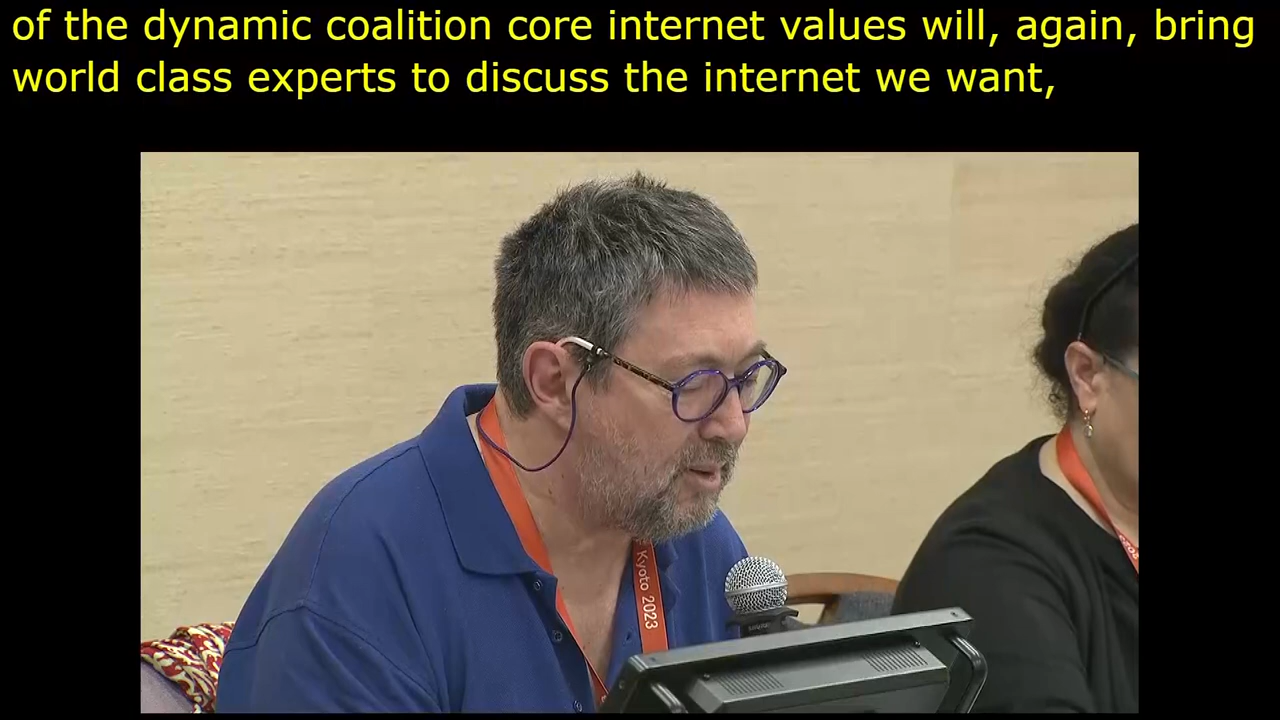 of the dynamic coalition core internet values will, again, bring
world class experts to discuss the internet we want,
Kyoto 2023